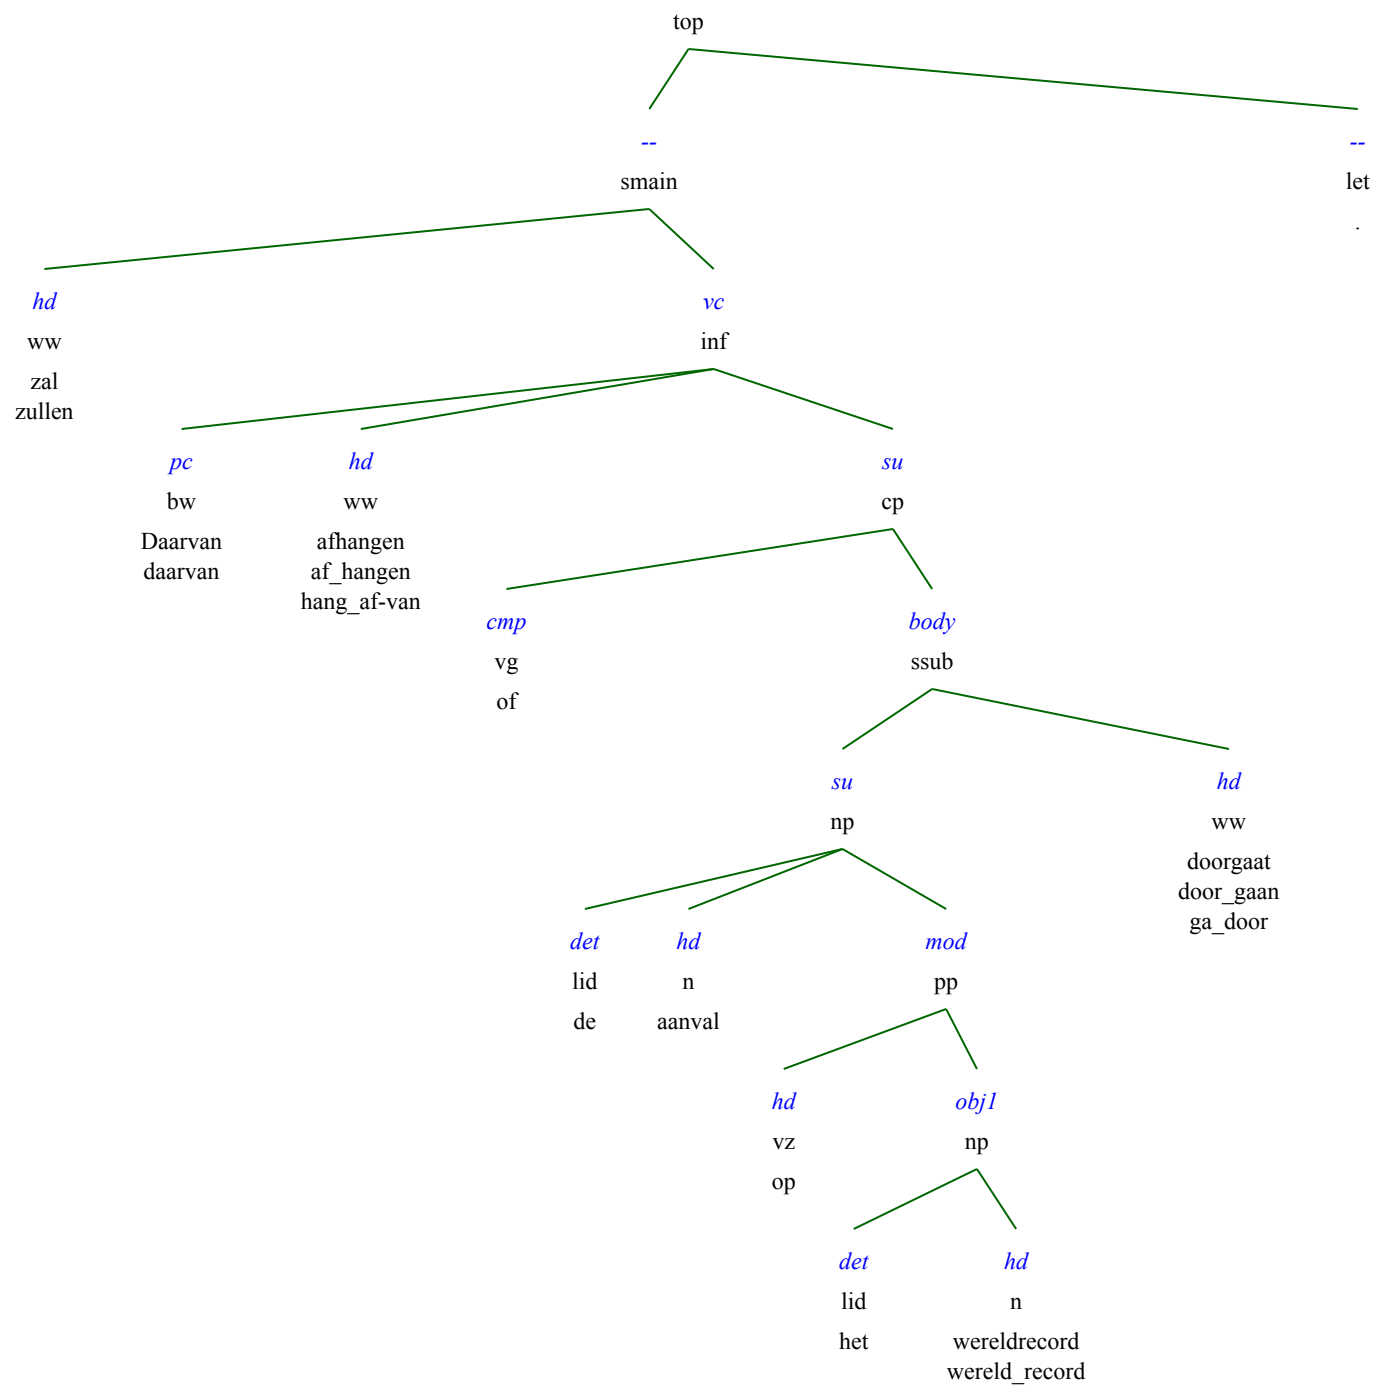 top
-- --
smain let
.
hd vc
ww inf
zal
zullen
pc hd su
bw ww cp
Daarvan afhangen
daarvan af_hangen
hang_af-van
cmp body
vg ssub
of
su hd
np ww
doorgaat
door_gaan
ga_door
det hd mod
lid n pp
de aanval
hd obj1
vz np
op
det hd
lid n
het wereldrecord
wereld_record